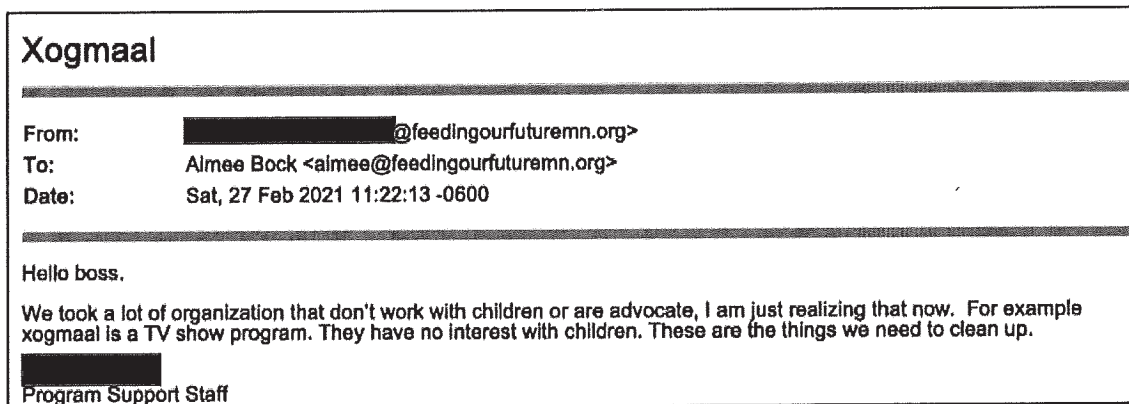 Xogmaal
From: @feedingourfuturemn.org>
To: Aimee Bock <aimee@feedingourfuturemn.org>
Date: Sat, 27 Feb 2021 11:22:13 -0600
Hello boss.
We took a lot of organization that don't work with children or are advocate, I am just realizing that now. For example
xogmaal is a TV show program. They have no interest with children. These are the things we need to clean up.
Program Support Staff